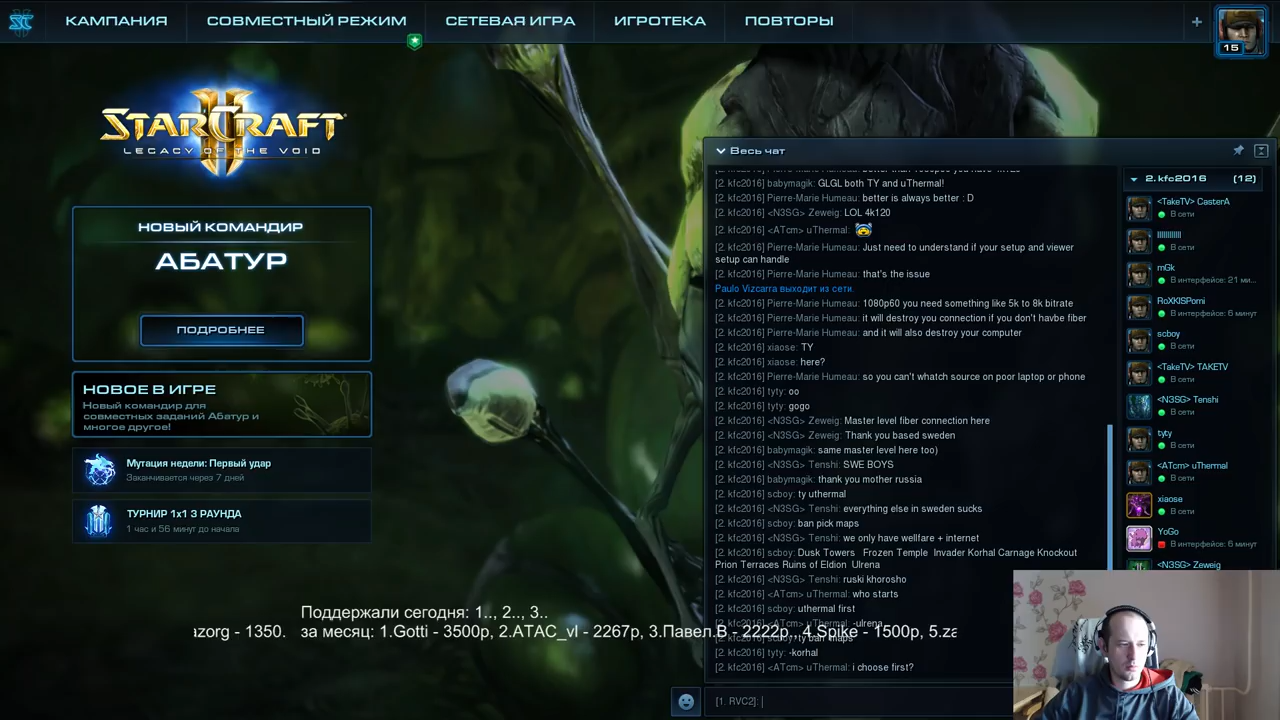 КАМПАНИЯ
СОВМЕСТНЫЙ РЕЖИМ
СЕТЕВАЯ ИГРА
ИГРОТЕКА
ПОВТОРЫ
15
STARCRAFT
II
LEGACY OF THE VOID
НОВЫЙ КОМАНДИР
АБАТУР
ПОДРОБНЕЕ
НОВОЕ В ИГРЕ
Новый командир для
совместных заданий Абатур и
многое другое!
Мутация недели: Первый удар
Заканчивается через 7 дней
ТУРНИР 1x1 3 РАУНДА
1 час и 56 минут до начала
Поддержали сегодня: 1.., 2.., 3..
azorg - 1350. за месяц: 1.Gotti - 3500р, 2.ATAC_vl - 2267р, 3.Павел.В - 2222р., 4.Spike - 1500р, 5.za
Весь чат
[2. kfc2016] babymagik: GLGL both TY and uThermal!
[2. kfc2016] Pierre-Marie Humeau: better is always better : D
[2. kfc2016] <N3SG> Zeweig: LOL 4k120
[2. kfc2016] <ATcm> uThermal:
[2. kfc2016] Pierre-Marie Humeau: Just need to understand if your setup and viewer
setup can handle
[2. kfc2016] Pierre-Marie Humeau: that's the issue
Paulo Vizcarra выходит из сети.
[2. kfc2016] Pierre-Marie Humeau: 1080p60 you need something like 5k to 8k bitrate
[2. kfc2016] Pierre-Marie Humeau: it will destroy you connection if you don't havbe fiber
[2. kfc2016] Pierre-Marie Humeau: and it will also destroy your computer
[2. kfc2016] xiaose: TY
[2. kfc2016] xiaose: here?
[2. kfc2016] Pierre-Marie Humeau: so you can't whatch source on poor laptop or phone
[2. kfc2016] tyty: oo
[2. kfc2016] tyty: gogo
[2. kfc2016] <N3SG> Zeweig: Master level fiber connection here
[2. kfc2016] <N3SG> Zeweig: Thank you based sweden
[2. kfc2016] babymagik: same master level here too)
[2. kfc2016] <N3SG> Tenshi: SWE BOYS
[2. kfc2016] babymagik: thank you mother russia
[2. kfc2016] scboy: ty uthermal
[2. kfc2016] <N3SG> Tenshi: everything else in sweden sucks
[2. kfc2016] scboy: ban pick maps
[2. kfc2016] <N3SG> Tenshi: we only have wellfare + internet
[2. kfc2016] scboy: Dusk Towers Frozen Temple Invader Korhal Carnage Knockout
Prion Terraces Ruins of Eldion Ulrena
[2. kfc2016] <N3SG> Tenshi: ruski khorosho
[2. kfc2016] <ATcm> uThermal: who starts
[2. kfc2016] scboy: uthermal first
[2. kfc2016] <ATcm> uThermal: -ulrena
[2. kfc2016] scboy: ty ban maps
[2. kfc2016] tyty: -korhal
[2. kfc2016] <ATcm> uThermal: i choose first?
[1. RVC2]:
2.kfc2016 (12)
<TakeTV> CasterA
В сети
В сети
mGk
В интерфейсе: 21 ми...
RoXKISPomi
В интерфейсе: 6 минут
scboy
В сети
<TakeTV> TAKETV
В сети
<N3SG> Tenshi
В сети
tyty
В сети
<ATcm> uThermal
В сети
xiaose
В сети
YoGo
В интерфейсе: 6 минут
<N3SG> Zeweig